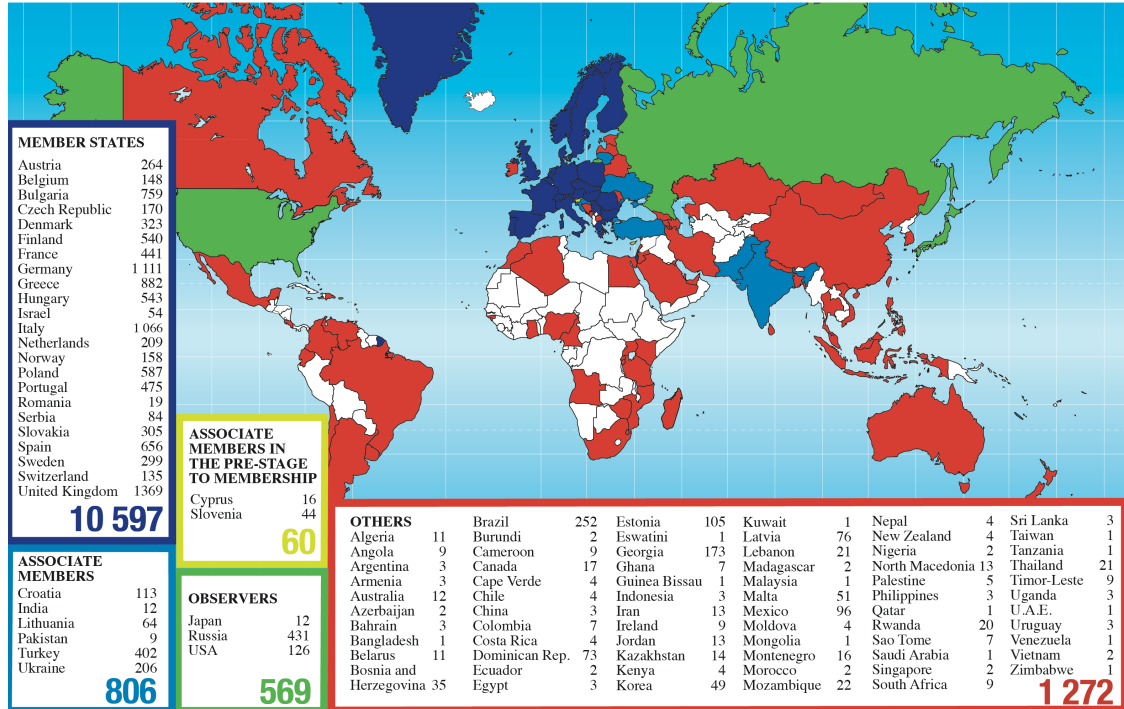 MEMBER STATES
Austria 264
Belgium 148
Bulgaria 759
Czech Republic 170
Denmark 323
Finland 540
France 441
Germany 1 111
Greece 882
Hungary 543
Israel 54
Italy 1 066
Netherlands 209
Norway 158
Poland 587
Portugal 475
Romania 19
Serbia 84
Slovakia 305
Spain 656
Sweden 299
Switzerland 135
United Kingdom 1369
10 597
ASSOCIATE
MEMBERS
Croatia 113
India 12
Lithuania 64
Pakistan 9
Turkey 402
Ukraine 206
806
ASSOCIATE
MEMBERS IN
THE PRE-STAGE
TO MEMBERSHIP
Cyprus 16
Slovenia 44
60
OBSERVERS
Japan 12
Russia 431
USA 126
569
OTHERS
Algeria 11
Angola 9
Argentina 3
Armenia 3
Australia 12
Azerbaijan 2
Bahrain 3
Bangladesh 1
Belarus 11
Bosnia and
Herzegovina 35
Brazil 252
Burundi 2
Cameroon 9
Canada 17
Cape Verde 4
Chile 4
China 3
Colombia 7
Costa Rica 4
Dominican Rep. 73
Ecuador 2
Egypt 3
Estonia 105
Eswatini 1
Georgia 173
Ghana 7
Guinea Bissau 1
Indonesia 3
Iran 13
Ireland 9
Jordan 13
Kazakhstan 14
Kenya 4
Korea 49
Kuwait 1
Latvia 76
Lebanon 21
Madagascar 2
Malaysia 1
Malta 51
Mexico 96
Moldova 4
Mongolia 1
Montenegro 16
Morocco 2
Mozambique 22
Nepal 4
New Zealand 4
Nigeria 2
North Macedonia 13
Palestine 5
Philippines 3
Qatar 1
Rwanda 20
Sao Tome 7
Saudi Arabia 1
Singapore 2
South Africa 9
Sri Lanka 3
Taiwan 1
Tanzania 1
Thailand 21
Timor-Leste 9
Uganda 3
U.A.E. 1
Uruguay 3
Venezuela 1
Vietnam 2
Zimbabwe 1
1 272